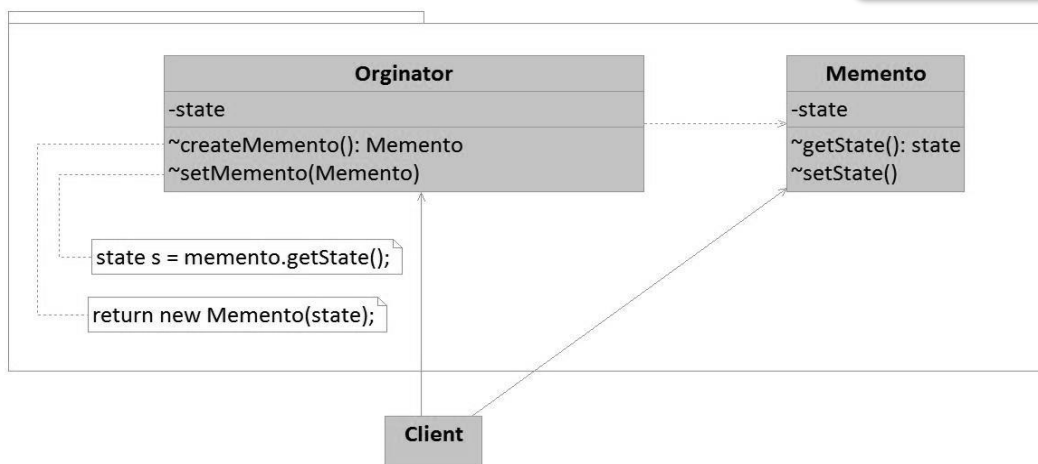 Orginator
-state
~createMemento(): Memento
~setMemento(Memento)
Memento
-state
~getState(): state
~setState()
state s = memento.getState();
return new Memento(state);
Client